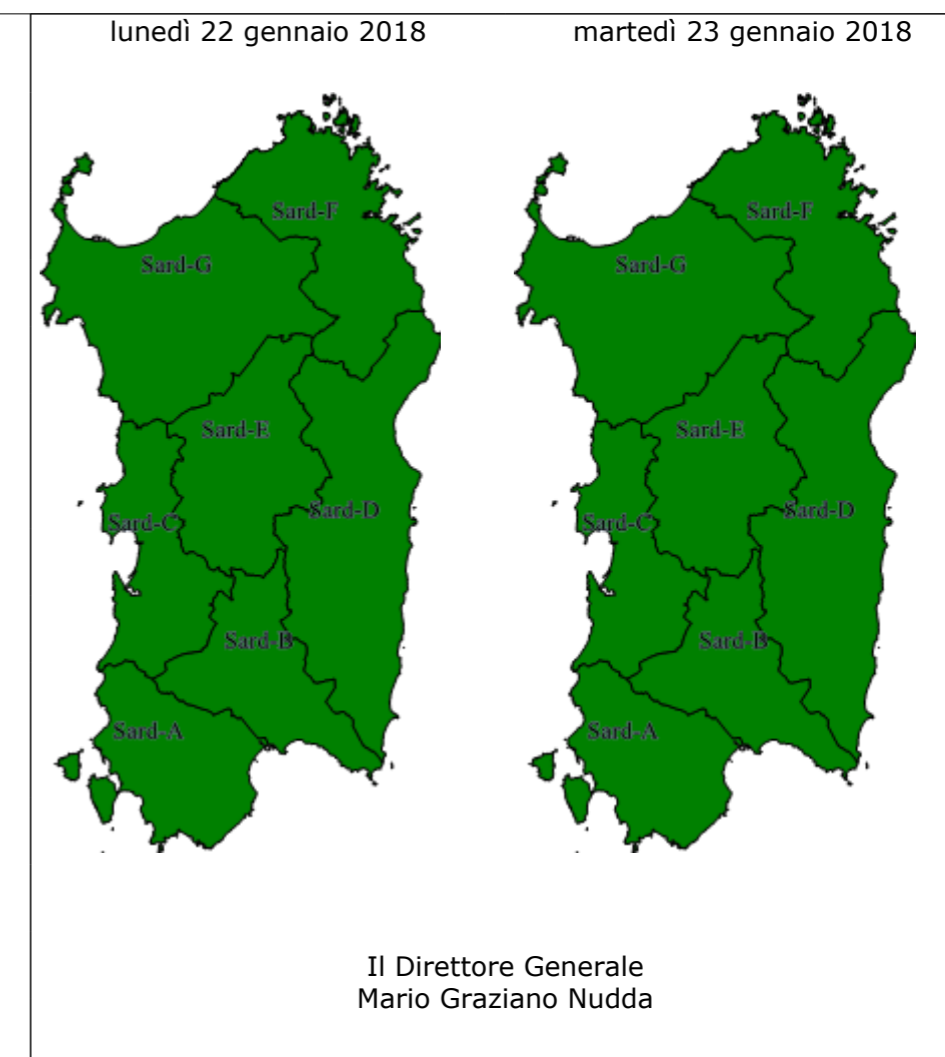 lunedì 22 gennaio 2018
martedì 23 gennaio 2018
Sard-F
Sard-G
Sard-E
Sard-D
Sard-C
Sard-B
Sard-A
Sard-F
Sard-G
Sard-E
Sard-D
Sard-C
Sard-B
Sard-A
Il Direttore Generale
Mario Graziano Nudda